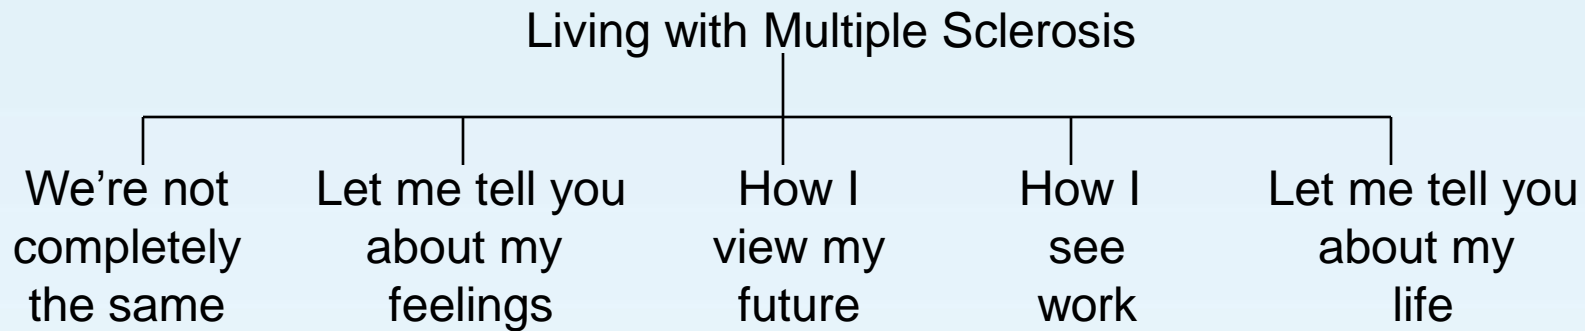 Living with Multiple Sclerosis
We’re not
completely
the same
Let me tell you
about my
feelings
How I
view my
future
How I
see
work
Let me tell you
about my
life